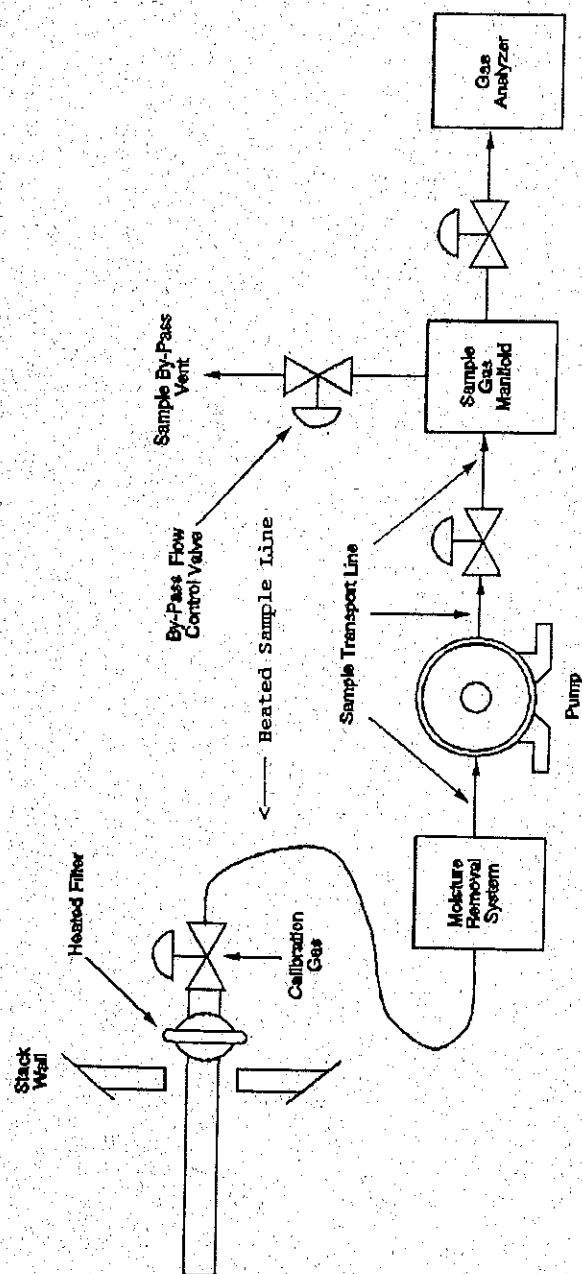 Stack
Wall
Heated Filter
Calibration
Gas
<---- Heated Sample Line
By-Pass Flow
Control Valve
Sample By-Pass
Vent
Moisture
Removal
System
Sample Transport Line
Pump
Sample
Gas
Manifold
Gas
Analyzer